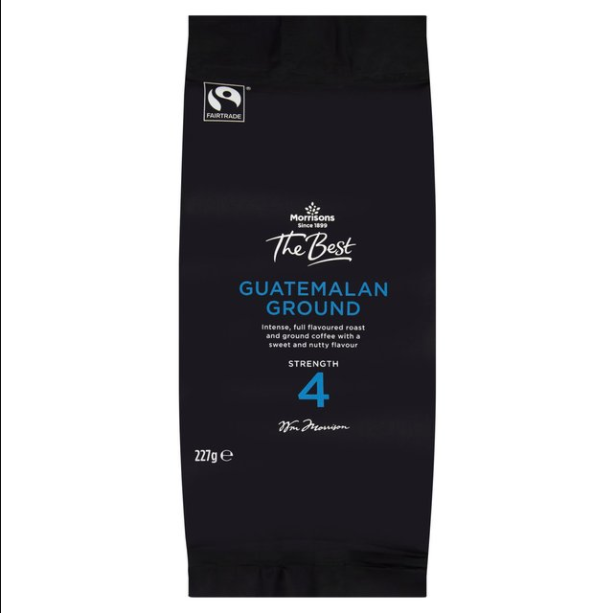 FAIRTRADE
®
Morrisons
Since 1899
The Best
GUATEMALAN
GROUND
Intense, full flavoured roast
and ground coffee with a
sweet and nutty flavour
STRENGTH
4
Wm Morrison
227g ℮